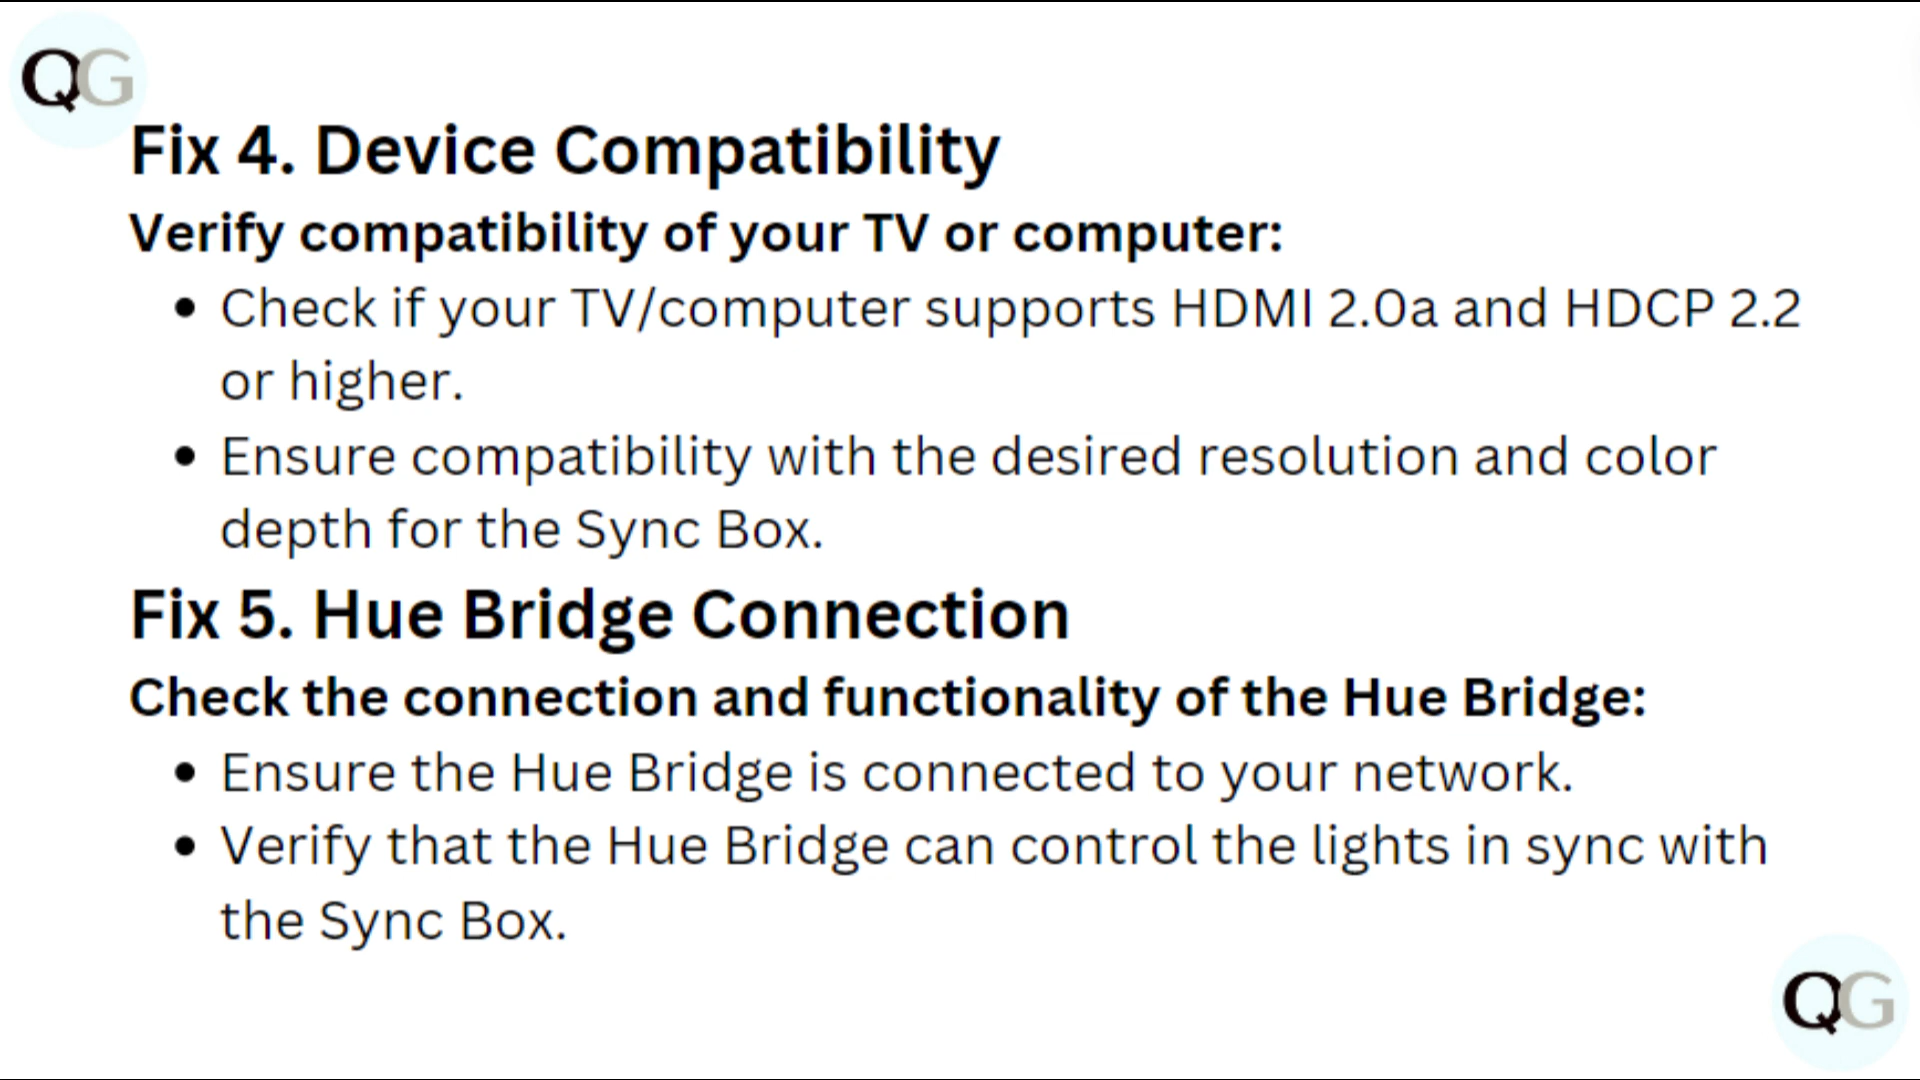 QG
Fix 4. Device Compatibility
Verify compatibility of your TV or computer:
• Check if your TV/computer supports HDMI 2.0a and HDCP 2.2
or higher.
• Ensure compatibility with the desired resolution and color
depth for the Sync Box.
Fix 5. Hue Bridge Connection
Check the connection and functionality of the Hue Bridge:
• Ensure the Hue Bridge is connected to your network.
• Verify that the Hue Bridge can control the lights in sync with
the Sync Box.
QG